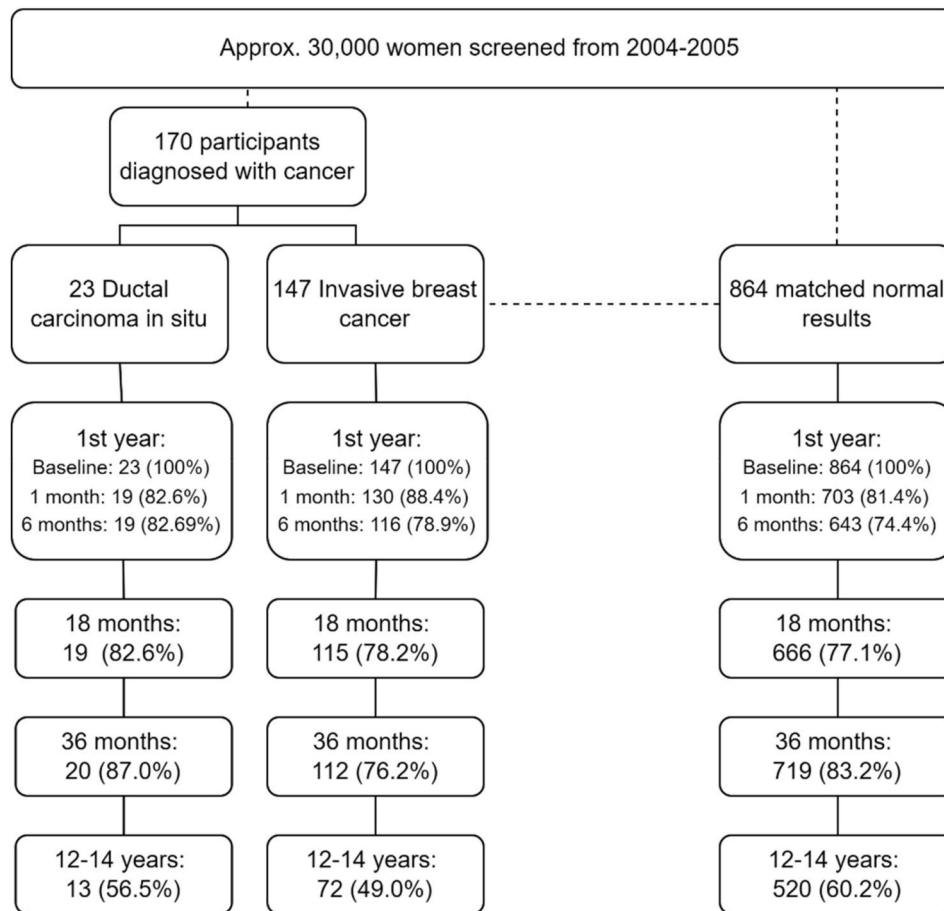 Approx. 30,000 women screened from 2004-2005
170 participants
diagnosed with cancer
23 Ductal
carcinoma in situ
147 Invasive breast
cancer
864 matched normal
results
1st year:
Baseline: 23 (100%)
1 month: 19 (82.6%)
6 months: 19 (82.69%)
1st year:
Baseline: 147 (100%)
1 month: 130 (88.4%)
6 months: 116 (78.9%)
1st year:
Baseline: 864 (100%)
1 month: 703 (81.4%)
6 months: 643 (74.4%)
18 months:
19 (82.6%)
18 months:
115 (78.2%)
18 months:
666 (77.1%)
36 months:
20 (87.0%)
36 months:
112 (76.2%)
36 months:
719 (83.2%)
12-14 years:
13 (56.5%)
12-14 years:
72 (49.0%)
12-14 years:
520 (60.2%)